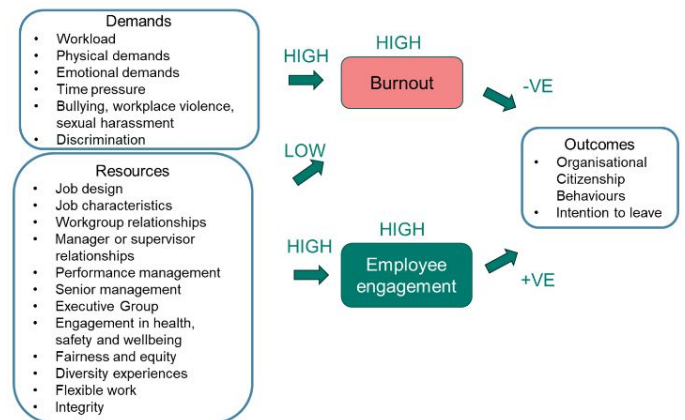 Demands
• Workload
• Physical demands
• Emotional demands
• Time pressure
• Bullying, workplace violence,
sexual harassment
• Discrimination
Resources
• Job design
• Job characteristics
• Workgroup relationships
• Manager or supervisor
relationships
• Performance management
• Senior management
• Executive Group
• Engagement in health,
safety and wellbeing
• Fairness and equity
• Diversity experiences
• Flexible work
• Integrity
HIGH
HIGH
Burnout
-VE
LOW
HIGH
HIGH
Employee
engagement
+VE
Outcomes
• Organisational
Citizenship
Behaviours
• Intention to leave